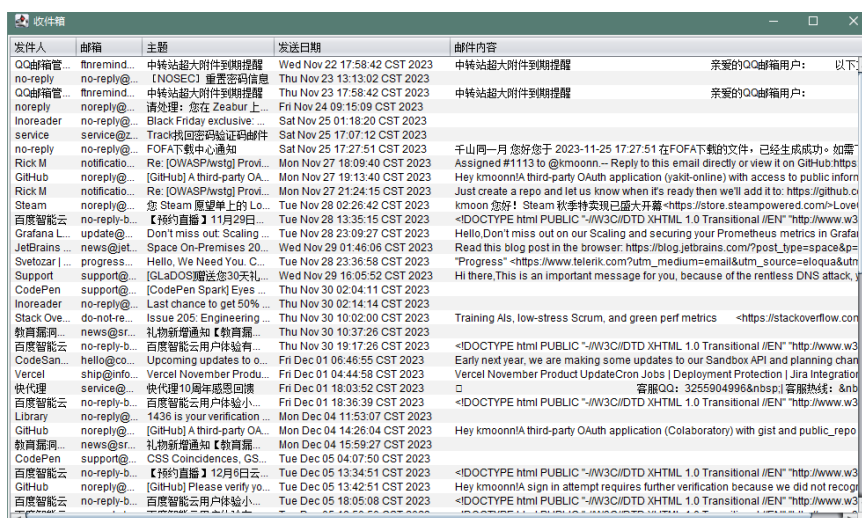 收件箱
发件人 邮箱 主题 发送日期 邮件内容
QQ邮箱管... ftnremind... 中转站超大附件到期提醒 Wed Nov 22 17:58:42 CST 2023 中转站超大附件到期提醒 亲爱的QQ邮箱用户： 以下
no-reply no-reply@... [NOSEC] 重置密码信息 Thu Nov 23 13:13:02 CST 2023
QQ邮箱管... ftnremind... 中转站超大附件到期提醒 Thu Nov 23 17:58:42 CST 2023 中转站超大附件到期提醒 亲爱的QQ邮箱用户：
noreply noreply@... 请处理：您在 Zeabur 上... Fri Nov 24 09:15:09 CST 2023
Inoreader no-reply@... Black Friday exclusive: ... Sat Nov 25 01:18:20 CST 2023
service service@z... Track找回密码验证码邮件 Sat Nov 25 17:07:12 CST 2023
no-reply no-reply@... FOFA下载中心通知 Sat Nov 25 17:27:51 CST 2023 千山同一月 您好您于 2023-11-25 17:27:51 在FOFA下载的文件，已经生成成功。如需
Rick M notificatio... Re: [OWASP/wstg] Provi... Mon Nov 27 18:09:40 CST 2023 Assigned #1113 to @kmoonn.-- Reply to this email directly or view it on GitHub:https
GitHub noreply@... [GitHub] A third-party OA... Mon Nov 27 19:13:40 CST 2023 Hey kmoonn!A third-party OAuth application (yakit-online) with access to public inform
Rick M notificatio... Re: [OWASP/wstg] Provi... Mon Nov 27 21:24:15 CST 2023 Just create a repo and let us know when it's ready then we'll add it to: https://github.c
Steam noreply@... 您 Steam 愿望单上的 Lo... Tue Nov 28 02:26:42 CST 2023 kmoon 您好！ Steam 秋季特卖现已盛大开幕<https://store.steampowered.com/>Love
百度智能云 no-reply-b... 【预约直播】11月29日... Tue Nov 28 13:35:15 CST 2023 <!DOCTYPE html PUBLIC "-//W3C//DTD XHTML 1.0 Transitional //EN" "http://www.w3
Grafana L... update@... Don't miss out: Scaling ... Tue Nov 28 23:09:27 CST 2023 Hello,Don't miss out on our Scaling and securing your Prometheus metrics in Grafan
JetBrains ... news@jet... Space On-Premises 20... Wed Nov 29 01:46:06 CST 2023 Read this blog post in the browser: https://blog.jetbrains.com/?post_type=space&p=
Svetozar | ... progress... Hello, We Need You. C... Tue Nov 28 23:36:58 CST 2023 "Progress" <https://www.telerik.com?utm_medium=email&utm_source=eloqua&utm
Support support@... [GLaDOS]赠送您30天礼... Wed Nov 29 16:05:52 CST 2023 Hi there,This is an important message for you, because of the rentless DNS attack, y
CodePen support@... [CodePen Spark] Eyes ... Thu Nov 30 02:04:11 CST 2023
Inoreader no-reply@... Last chance to get 50% ... Thu Nov 30 02:14:14 CST 2023
Stack Ove... do-not-re... Issue 205: Engineering ... Thu Nov 30 10:02:00 CST 2023 Training AIs, low-stress Scrum, and green perf metrics <https://stackoverflow.com
教育漏洞... news@sr... 礼物新增通知【教育漏... Thu Nov 30 10:37:26 CST 2023
百度智能云 no-reply-b... 百度智能云用户体验有... Thu Nov 30 19:17:26 CST 2023 <!DOCTYPE html PUBLIC "-//W3C//DTD XHTML 1.0 Transitional //EN" "http://www.w3
CodeSan... hello@co... Upcoming updates to o... Fri Dec 01 06:46:55 CST 2023 Early next year, we are making some updates to our Sandbox API and planning chan
Vercel ship@info... Vercel November Produ... Fri Dec 01 04:44:58 CST 2023 Vercel November Product UpdateCron Jobs | Deployment Protection | Jira Integration
快代理 service@... 快代理10周年感恩回馈 Fri Dec 01 18:03:52 CST 2023 客服QQ：3255904996&nbsp;| 客服热线：&nb
百度智能云 no-reply-b... 百度智能云用户体验小... Fri Dec 01 18:36:39 CST 2023 <!DOCTYPE html PUBLIC "-//W3C//DTD XHTML 1.0 Transitional //EN" "http://www.w3
Library noreply@... 1436 is your verification ... Mon Dec 04 11:53:07 CST 2023
GitHub noreply@... [GitHub] A third-party OA... Mon Dec 04 14:26:04 CST 2023 Hey kmoonn!A third-party OAuth application (Colaboratory) with gist and public_repo
教育漏洞... news@sr... 礼物新增通知【教育漏... Mon Dec 04 15:59:27 CST 2023
CodePen support@... CSS Coincidences, GS... Tue Dec 05 04:07:50 CST 2023
百度智能云 no-reply-b... 【预约直播】12月6日云... Tue Dec 05 13:34:51 CST 2023 <!DOCTYPE html PUBLIC "-//W3C//DTD XHTML 1.0 Transitional //EN" "http://www.w3
GitHub noreply@... [GitHub] Please verify yo... Tue Dec 05 13:42:51 CST 2023 Hey kmoonn!A sign in attempt requires further verification because we did not recogn
百度智能云 no-reply-b... 百度智能云用户体验小... Tue Dec 05 18:05:08 CST 2023 <!DOCTYPE html PUBLIC "-//W3C//DTD XHTML 1.0 Transitional //EN" "http://www.w3